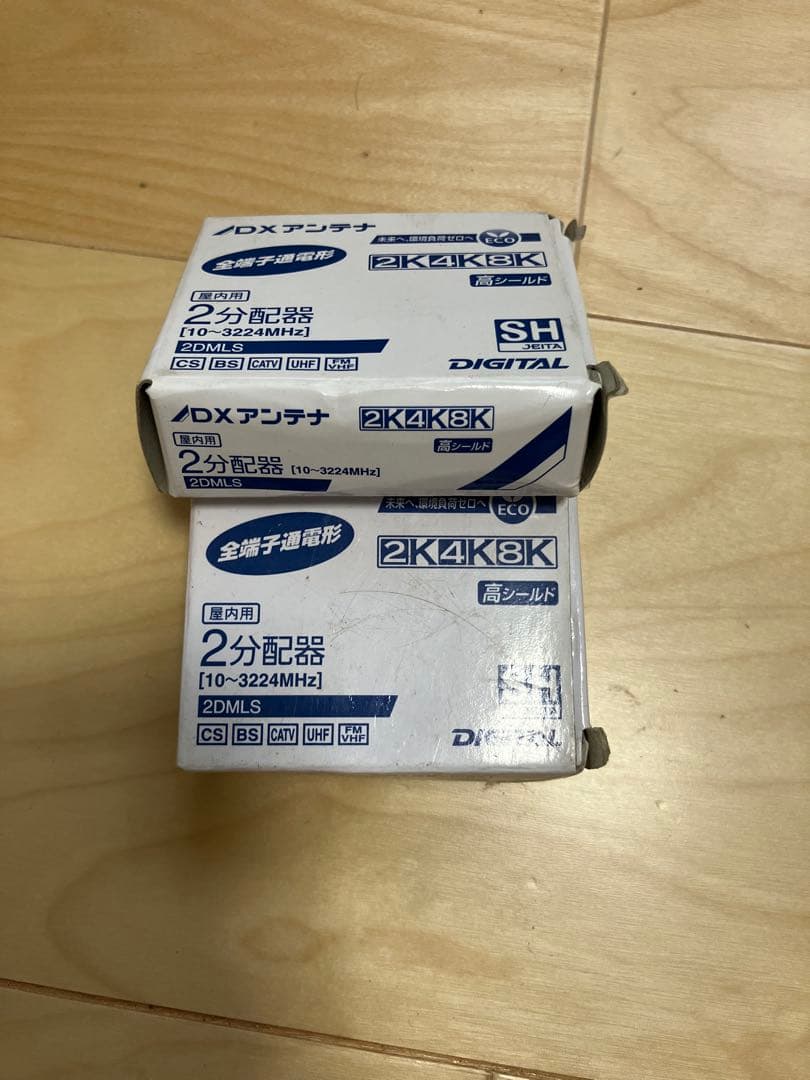 DXアンテナ
未来へ、環境負荷ゼロへ ECO
全端子通電形
2K4K8K
高シールド
屋内用
2分配器
[10〜3224MHz]
SH
JEITA
2DMLS
CS BS CATV UHF FM VHF
DIGITAL
DXアンテナ 2K4K8K
屋内用
高シールド
2分配器 [10〜3224MHz]
2DMLS
未来へ、環境負荷ゼロへ ECO
全端子通電形
2K4K8K
高シールド
屋内用
2分配器
[10〜3224MHz]
SH
2DMLS
CS BS CATV UHF FM VHF
DIGITAL